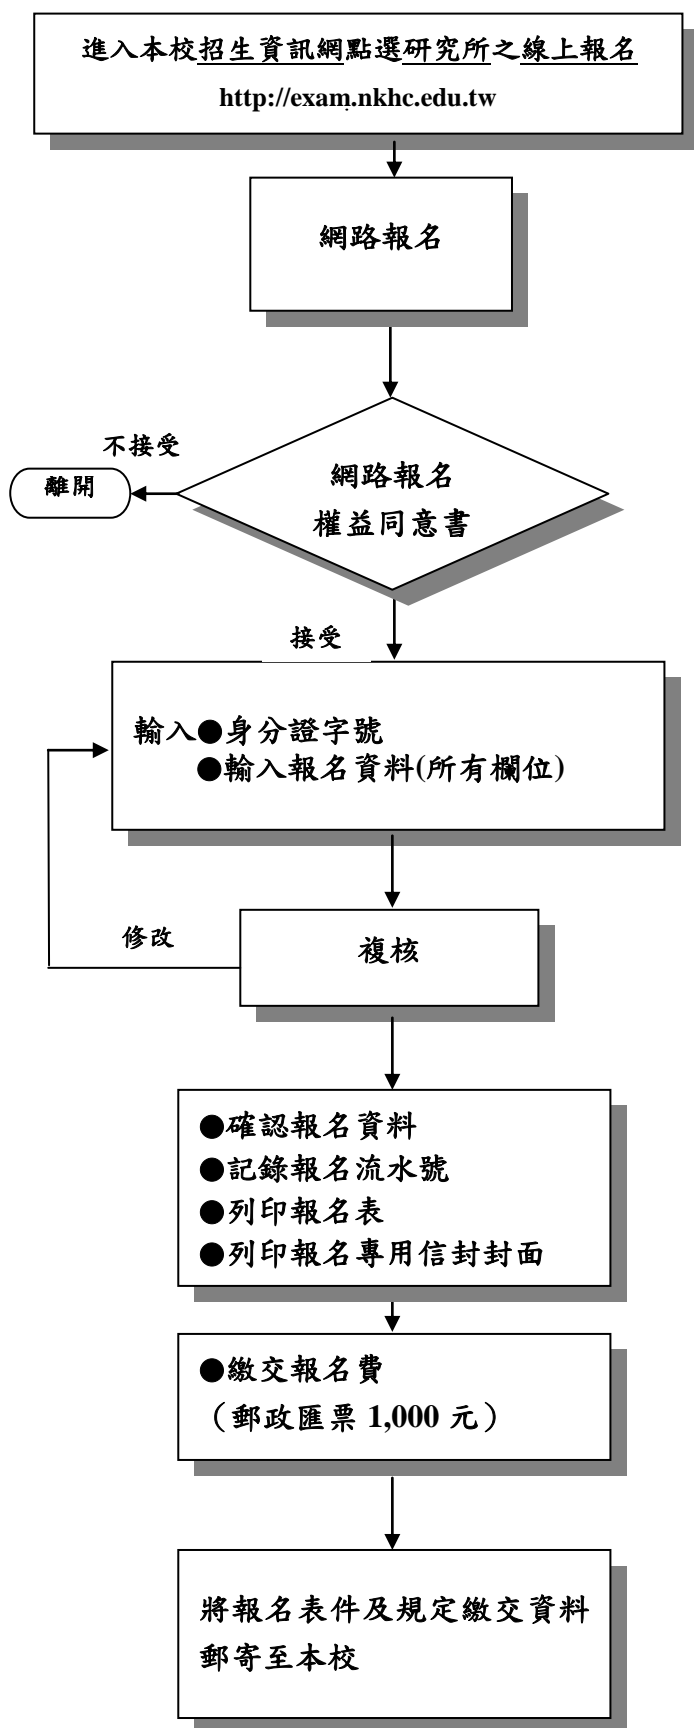 進入本校招生資訊網點選研究所之線上報名
http://exam.nkhc.edu.tw
網路報名
不接受
離開
網路報名
權益同意書
接受
輸入●身分證字號
●輸入報名資料(所有欄位)
修改
複核
●確認報名資料
●記錄報名流水號
●列印報名表
●列印報名專用信封封面
●繳交報名費
（郵政匯票 1,000 元）
將報名表件及規定繳交資料
郵寄至本校